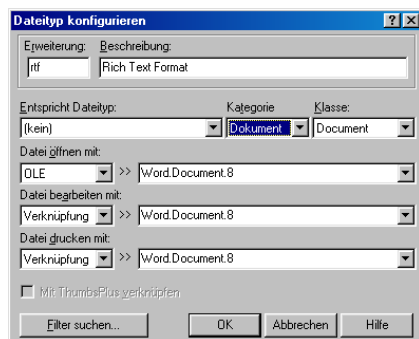 Dateityp konfigurieren
Erweiterung: Beschreibung:
rtf Rich Text Format
Entspricht Dateityp: Kategorie Klasse:
(kein) Dokument Document
Datei öffnen mit:
OLE >> Word.Document.8
Datei bearbeiten mit:
Verknüpfung >> Word.Document.8
Datei drucken mit:
Verknüpfung >> Word.Document.8
Mit ThumbsPlus verknüpfen
Filter suchen... OK Abbrechen Hilfe